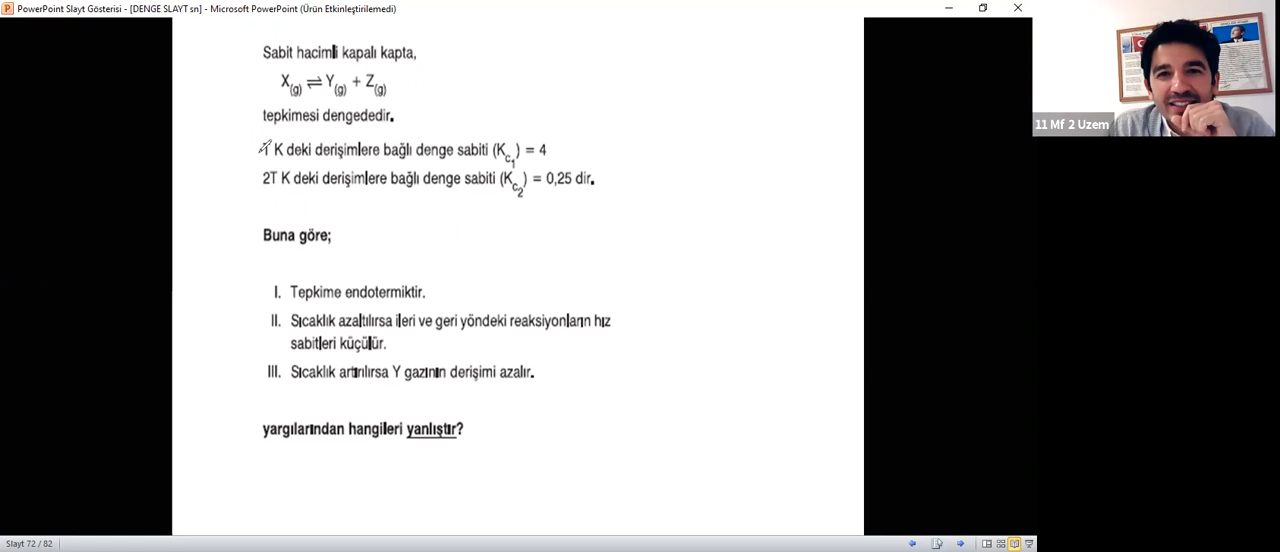 PowerPoint Slayt Gösterisi - [DENGE SLAYT sn] - Microsoft PowerPoint (Ürün Etkinleştirilemedi)
Sabit hacimli kapalı kapta,
X(g) ⇌ Y(g) + Z(g)
tepkimesi dengededir.
T K deki derişimlere bağlı denge sabiti (Kc1) = 4
2T K deki derişimlere bağlı denge sabiti (Kc2) = 0,25 dir.
Buna göre;
I. Tepkime endotermiktir.
II. Sıcaklık azaltılırsa ileri ve geri yöndeki reaksiyonların hız
sabitleri küçülür.
III. Sıcaklık artırılırsa Y gazının derişimi azalır.
yargılarından hangileri yanlıştır?
11 Mf 2 Uzem
Slayt 72 / 82